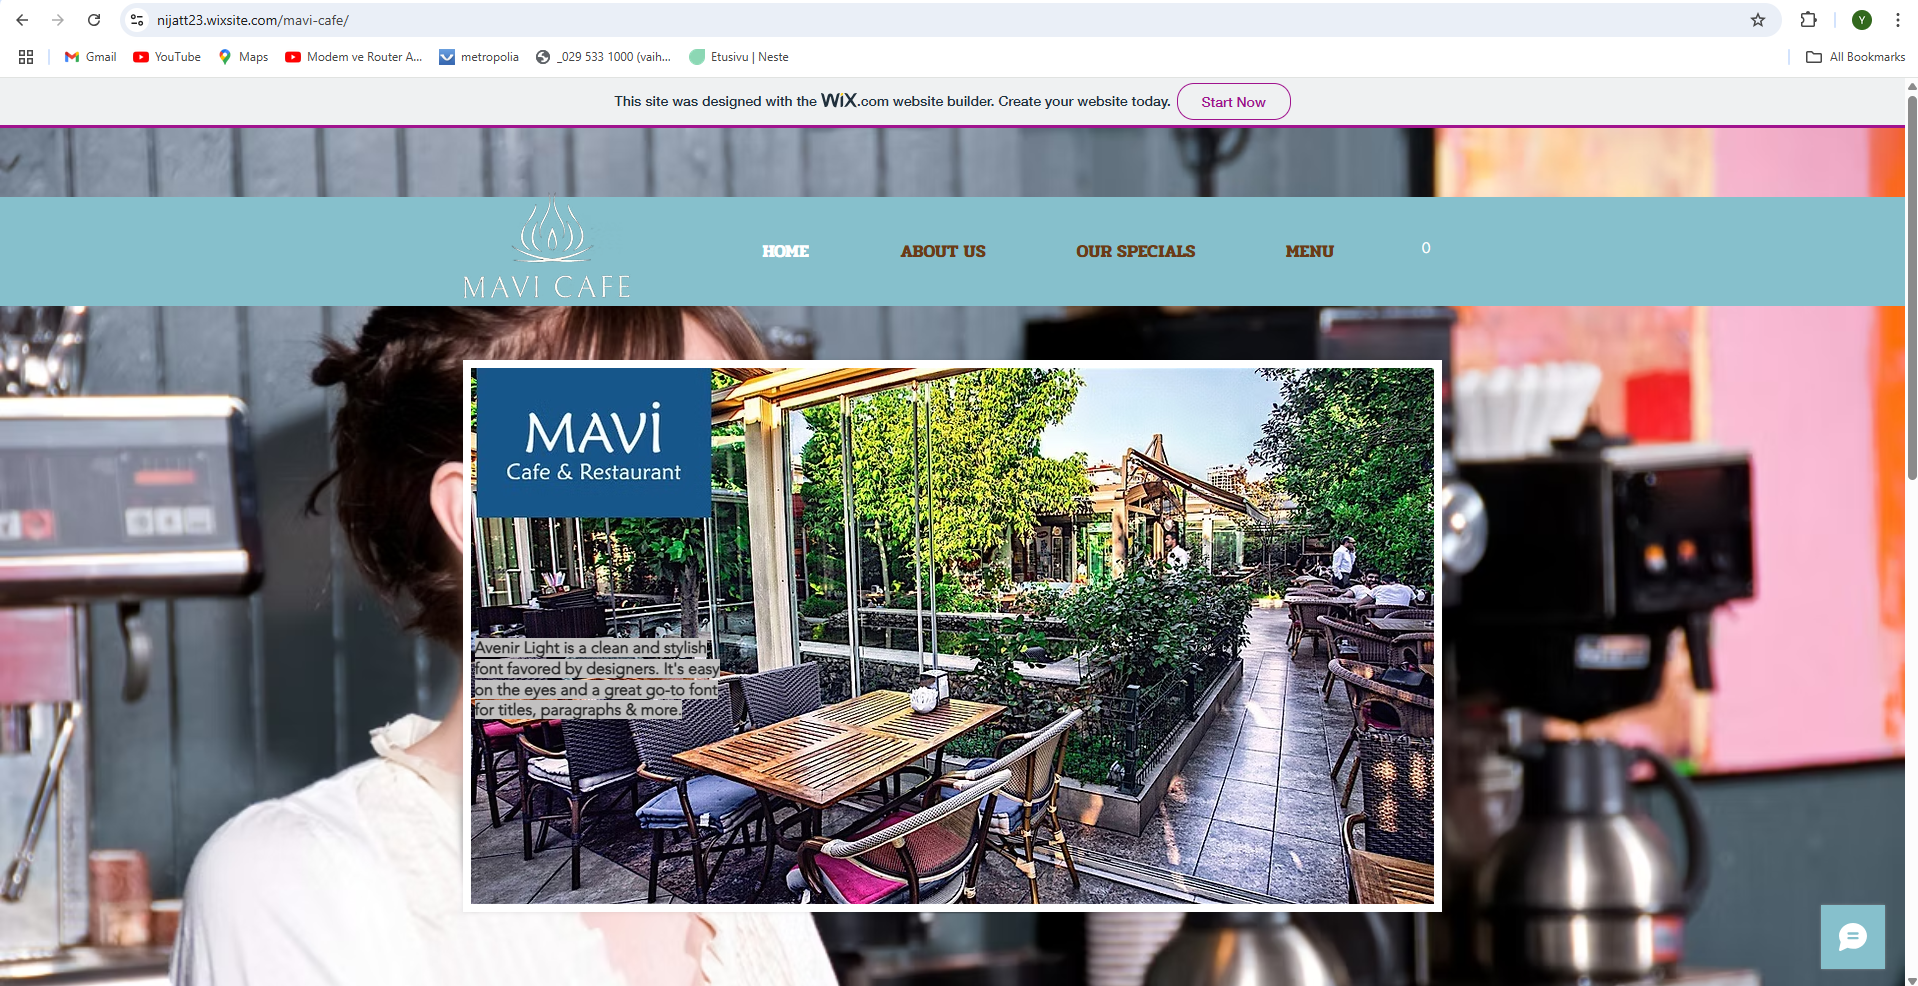 nijatt23.wixsite.com/mavi-cafe/
Y
Gmail
YouTube
Maps
Modem ve Router A...
metropolia
_029 533 1000 (vaih...
Etusivu | Neste
All Bookmarks
This site was designed with the WiX.com website builder. Create your website today.
Start Now
MAVI CAFE
HOME
ABOUT US
OUR SPECIALS
MENU
0
MAVİ
Cafe & Restaurant
Avenir Light is a clean and stylish
font favored by designers. It's easy
on the eyes and a great go-to font
for titles, paragraphs & more.